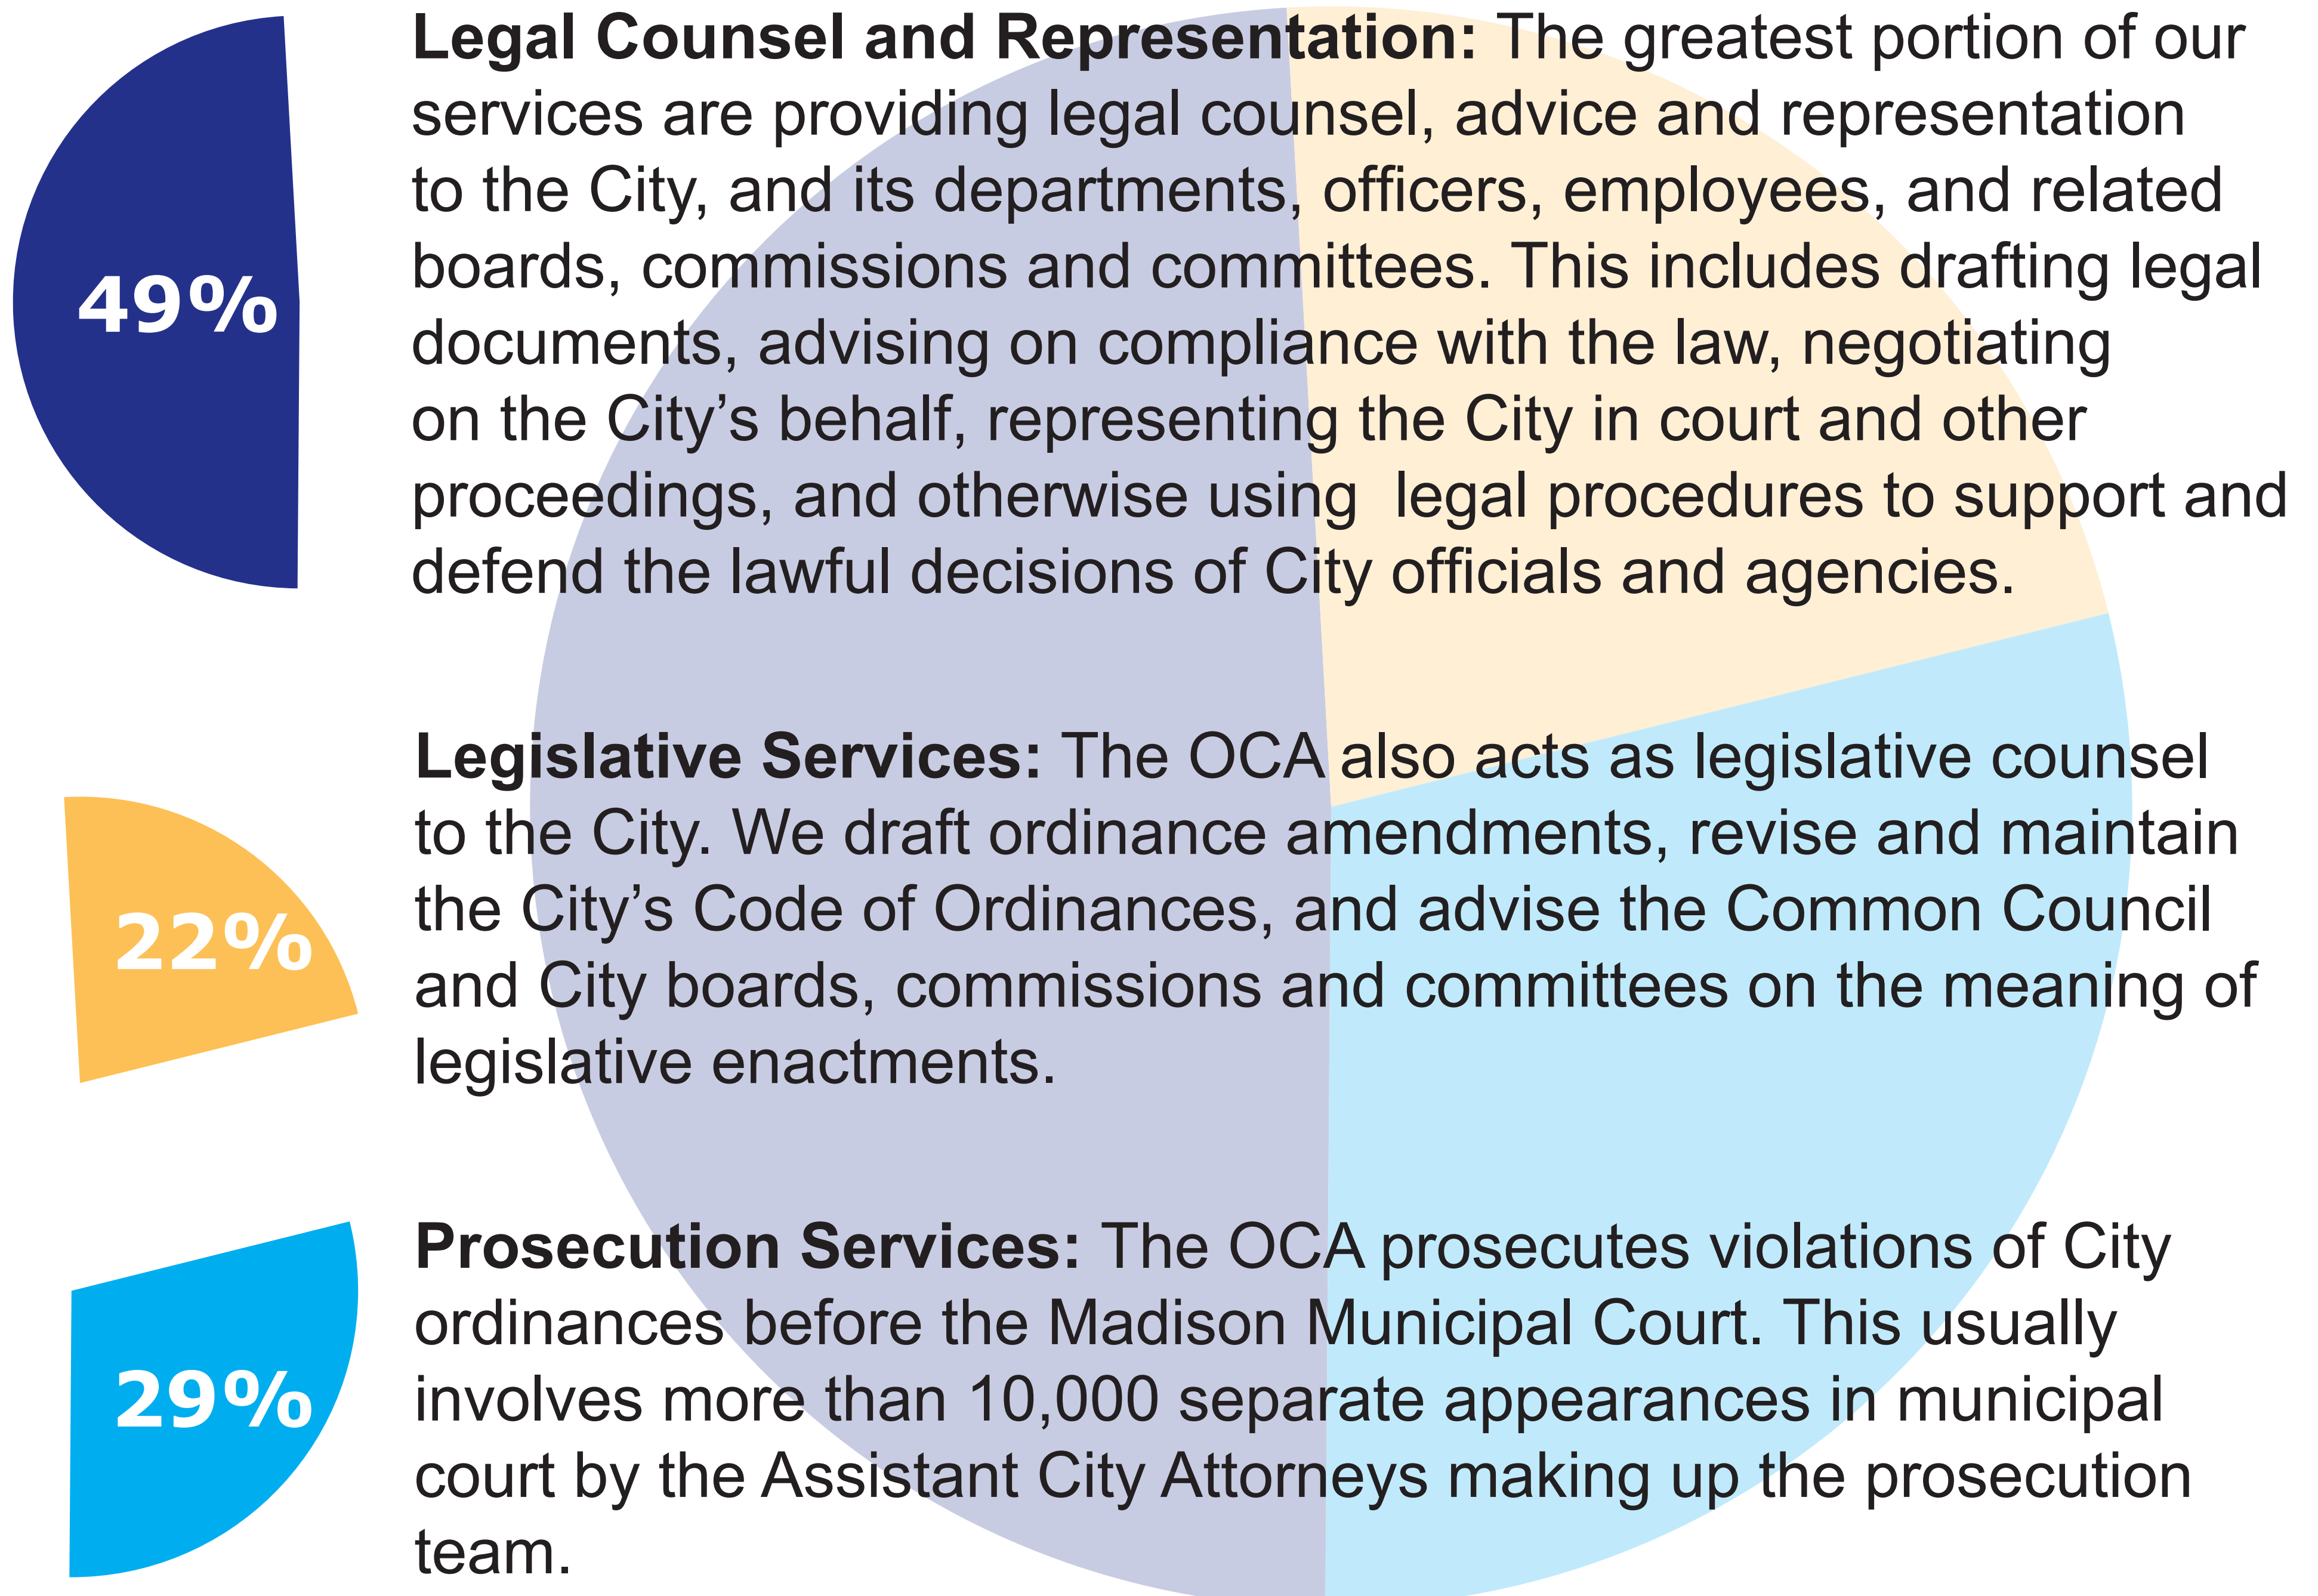 Legal Counsel and Representation: The greatest portion of our
services are providing legal counsel, advice and representation
to the City, and its departments, officers, employees, and related
boards, commissions and committees. This includes drafting legal
documents, advising on compliance with the law, negotiating
on the City’s behalf, representing the City in court and other
proceedings, and otherwise using  legal procedures to support and
defend the lawful decisions of City officials and agencies.
49%
Legislative Services: The OCA also acts as legislative counsel
to the City. We draft ordinance amendments, revise and maintain
the City’s Code of Ordinances, and advise the Common Council
and City boards, commissions and committees on the meaning of
legislative enactments.
22%
Prosecution Services: The OCA prosecutes violations of City
ordinances before the Madison Municipal Court. This usually
involves more than 10,000 separate appearances in municipal
court by the Assistant City Attorneys making up the prosecution
team.
29%